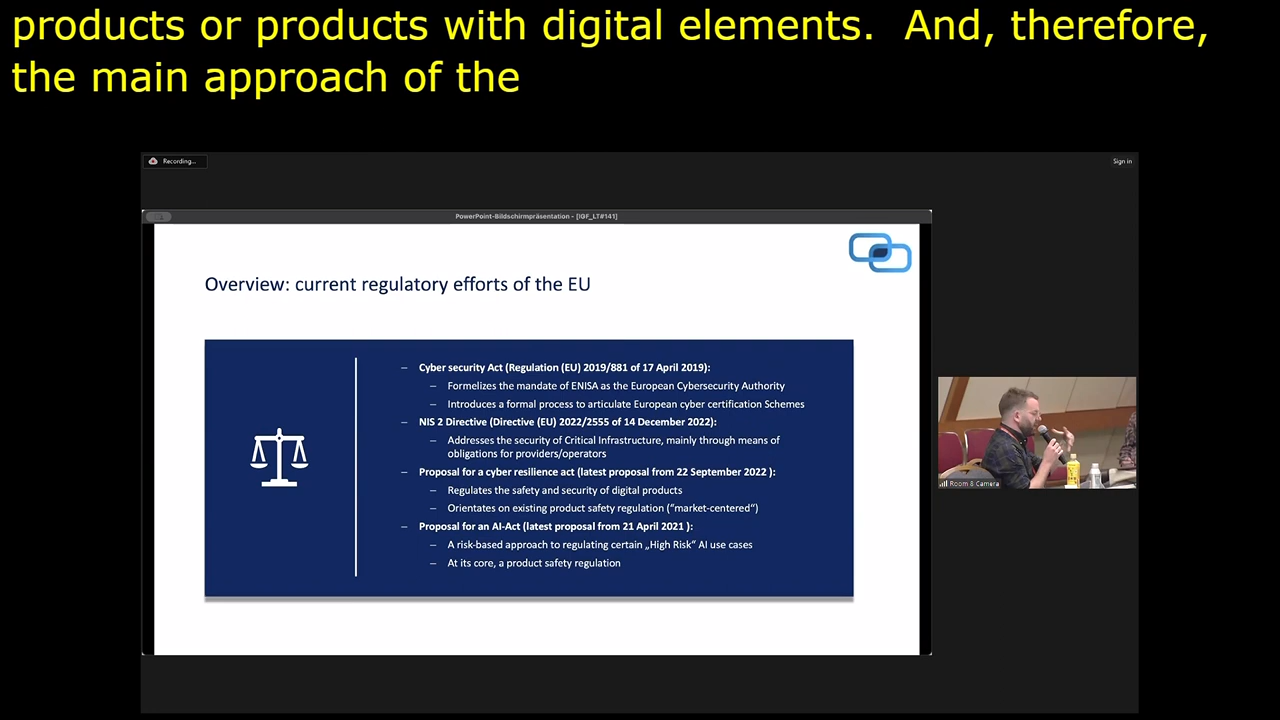 products or products with digital elements.  And, therefore,
the main approach of the
Recording...
Sign in
PowerPoint-Bildschirmpräsentation - [IGF_LT#141]
Overview: current regulatory efforts of the EU
– Cyber security Act (Regulation (EU) 2019/881 of 17 April 2019):
– Formelizes the mandate of ENISA as the European Cybersecurity Authority
– Introduces a formal process to articulate European cyber certification Schemes
– NIS 2 Directive (Directive (EU) 2022/2555 of 14 December 2022):
– Addresses the security of Critical Infrastructure, mainly through means of
obligations for providers/operators
– Proposal for a cyber resilience act (latest proposal from 22 September 2022 ):
– Regulates the safety and security of digital products
– Orientates on existing product safety regulation (“market-centered“)
– Proposal for an AI-Act (latest proposal from 21 April 2021 ):
– A risk-based approach to regulating certain „High Risk“ AI use cases
– At its core, a product safety regulation
Room 8 Camera